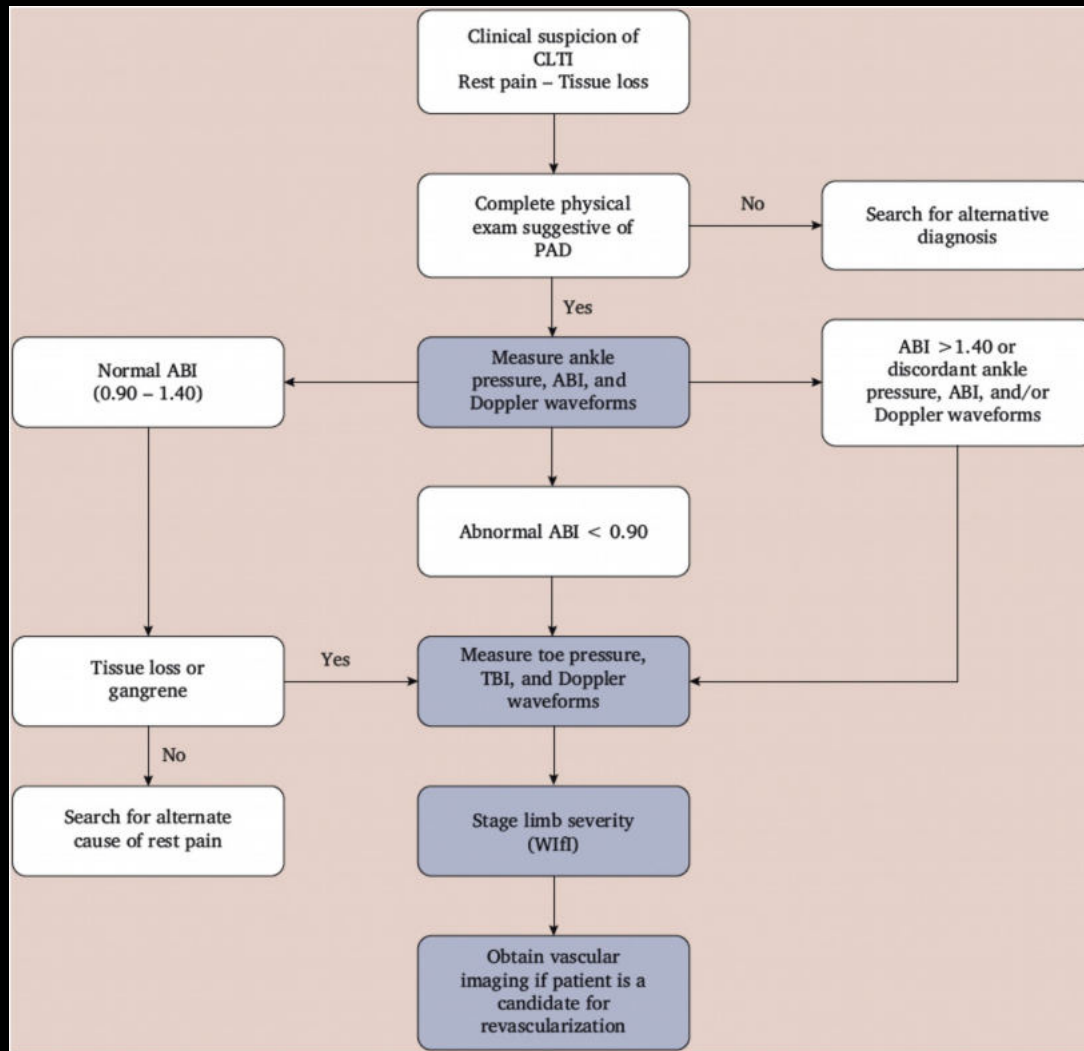 Clinical suspicion of
CLTI
Rest pain – Tissue loss
Complete physical
exam suggestive of
PAD
No
Search for alternative
diagnosis
Yes
Normal ABI
(0.90 – 1.40)
Measure ankle
pressure, ABI, and
Doppler waveforms
ABI >1.40 or
discordant ankle
pressure, ABI, and/or
Doppler waveforms
Abnormal ABI < 0.90
Tissue loss or
gangrene
Yes
Measure toe pressure,
TBI, and Doppler
waveforms
No
Search for alternate
cause of rest pain
Stage limb severity
(WIfI)
Obtain vascular
imaging if patient is a
candidate for
revascularization